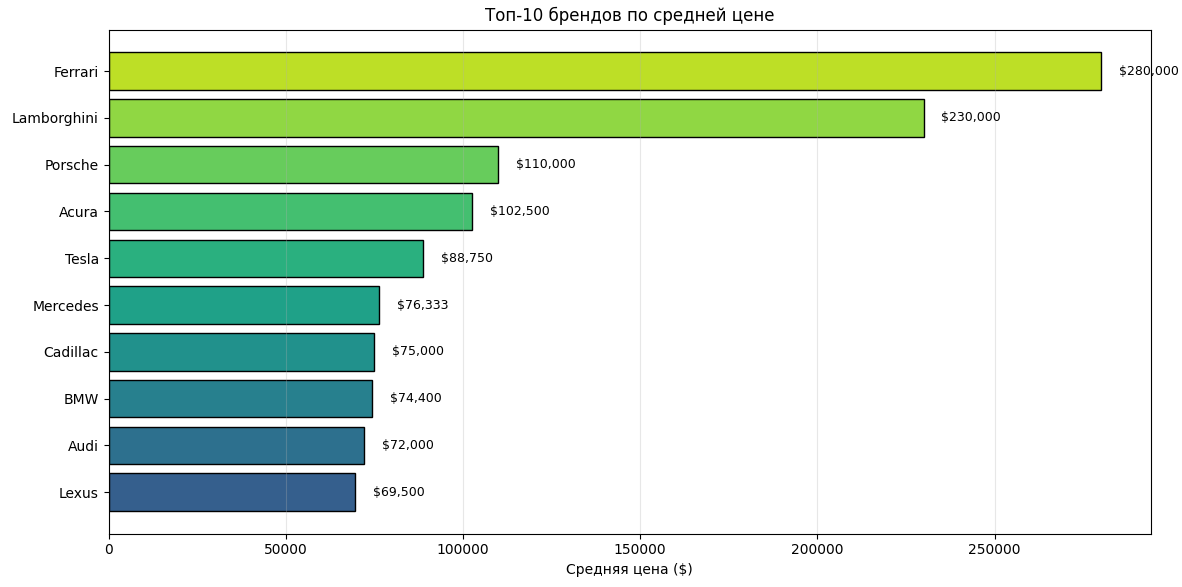 Топ-10 брендов по средней цене
Ferrari $280,000
Lamborghini $230,000
Porsche $110,000
Acura $102,500
Tesla $88,750
Mercedes $76,333
Cadillac $75,000
BMW $74,400
Audi $72,000
Lexus $69,500
0 50000 100000 150000 200000 250000
Средняя цена ($)